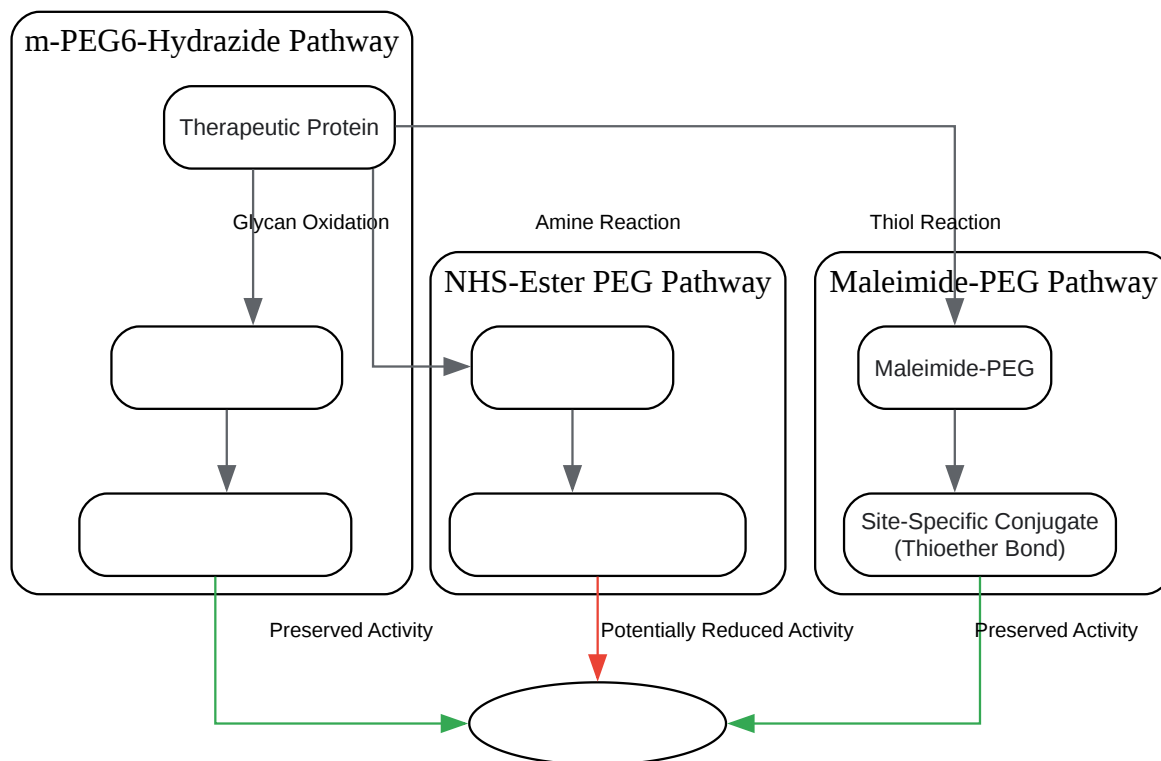 m-PEG6-Hydrazide Pathway
Therapeutic Protein
Glycan Oxidation
Amine Reaction
Thiol Reaction
NHS-Ester PEG Pathway
Maleimide-PEG Pathway
Maleimide-PEG
Site-Specific Conjugate
(Thioether Bond)
Preserved Activity
Potentially Reduced Activity
Preserved Activity